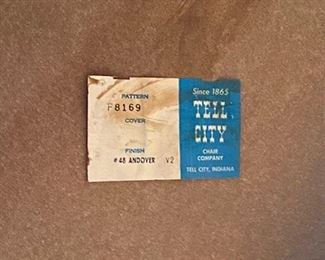 PATTERN
F8169
COVER
FINISH
#48 ANDOVER V2
Since 1865
TELL
CITY
CHAIR
COMPANY
TELL CITY, INDIANA